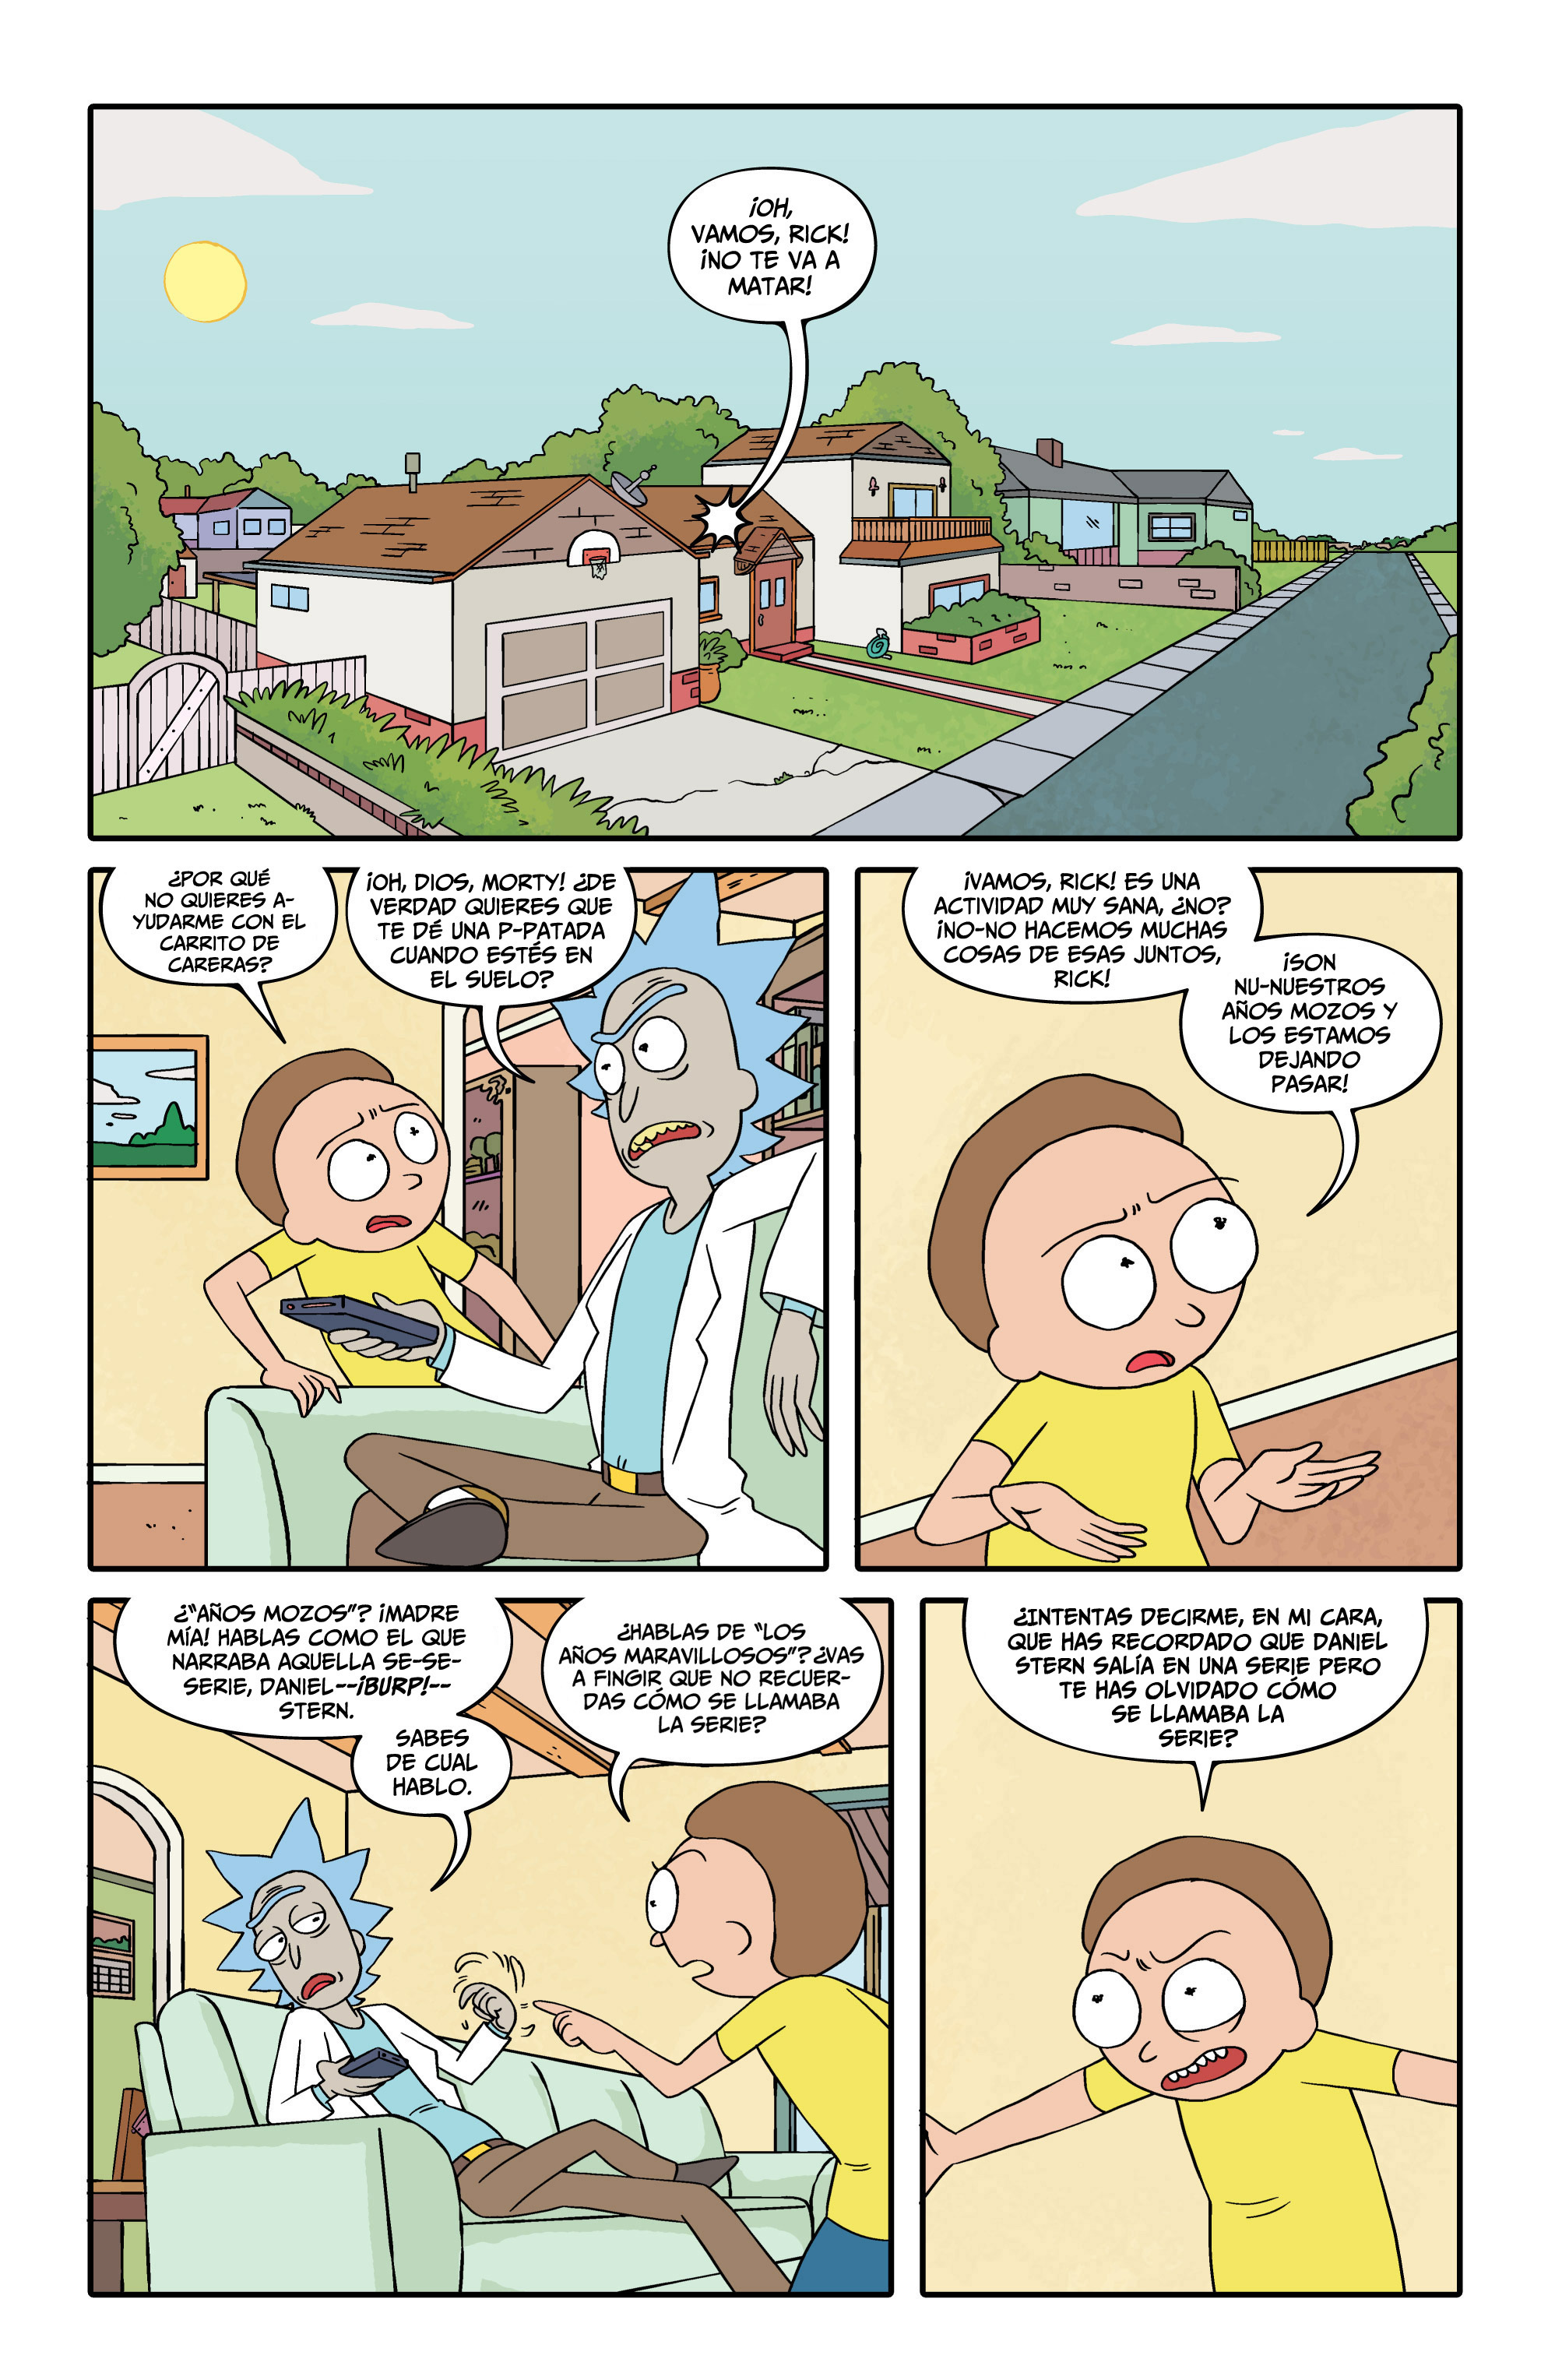 ¡OH,
VAMOS, RICK!
¡NO TE VA A
MATAR!
¿POR QUÉ
NO QUIERES A-
YUDARME CON EL
CARRITO DE
CARERAS?
¡OH, DIOS, MORTY! ¿DE
VERDAD QUIERES QUE
TE DÉ UNA P-PATADA
CUANDO ESTÉS EN
EL SUELO?
¡VAMOS, RICK! ES UNA
ACTIVIDAD MUY SANA, ¿NO?
¡NO-NO HACEMOS MUCHAS
COSAS DE ESAS JUNTOS,
RICK!
¡SON
NU-NUESTROS
AÑOS MOZOS Y
LOS ESTAMOS
DEJANDO
PASAR!
¿"AÑOS MOZOS"? ¡MADRE
MÍA! HABLAS COMO EL QUE
NARRABA AQUELLA SE-SE-
SERIE, DANIEL--¡BURP!--
STERN.
SABES
DE CUAL
HABLO.
¿HABLAS DE "LOS
AÑOS MARAVILLOSOS"? ¿VAS
A FINGIR QUE NO RECUER-
DAS CÓMO SE LLAMABA
LA SERIE?
¿INTENTAS DECIRME, EN MI CARA,
QUE HAS RECORDADO QUE DANIEL
STERN SALÍA EN UNA SERIE PERO
TE HAS OLVIDADO CÓMO
SE LLAMABA LA
SERIE?